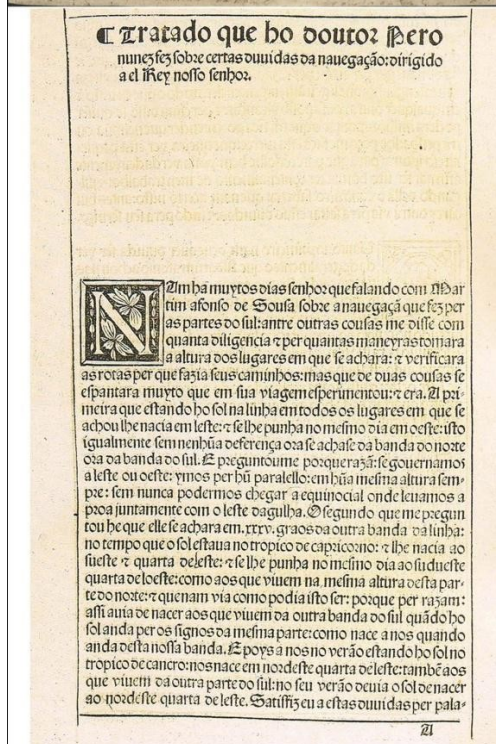 ☾ Tratado que ho doutor Pero
nunez fez sobre certas duuidas da nauegação: dirigido
a el Rey nosso senhor.
NAm ha muytos dias senhor que falando com Mar
tim afonso de Sousa sobre a nauegaçã que fez per
as partes do sul: antre outras cousas me disse com
quanta diligencia ⁊ per quantas maneyras tomara
a altura dos lugares em que se achara: ⁊ verificara
as rotas per que fazia seus caminhos: mas que de duas cousas se
espantara muyto que em sua viagem esperimentou: ⁊ era. A pri-
meira que estando ho sol na linha em todos os lugares em que se
achou lhe nacia em leste: ⁊ se lhe punha no mesmo dia em oeste: isto
igualmente sem nenhũa deferença ora se achase da banda do norte
ora da banda do sul. E preguntoume porque razã: se gouernamos
a leste ou oeste: ymos per hũ paralello: em hũa mesma altura sem-
pre: sem nunca podermos chegar a equinocial onde leuamos a
proa juntamente com o leste dagulha. O segundo que me pregun
tou he que elle se achara em .xxxv. graos da outra banda da linha:
no tempo que o sol estaua no tropico de capricorno: ⁊ lhe nacia ao
sueste ⁊ quarta de leste: ⁊ se lhe punha no mesmo dia ao suduestе
quarta de loeste: como aos que viuem na mesma altura desta par-
te do norte: ⁊ que nam via como podia isto ser: porque per razam:
assi auia de nacer aos que viuem da outra banda do sul quãdo ho
sol anda per os signos da mesma parte: como nace a nos quando
anda desta nossa banda. E poys a nos no verão estando ho sol no
tropico de cancro: nos nace em nordeste quarta de leste: tambẽ aos
que viuem da outra parte do sul: no seu verão deuia o sol de nacer
ao nordeste quarta de leste. Satisfiz eu a estas duuidas per pala-
A